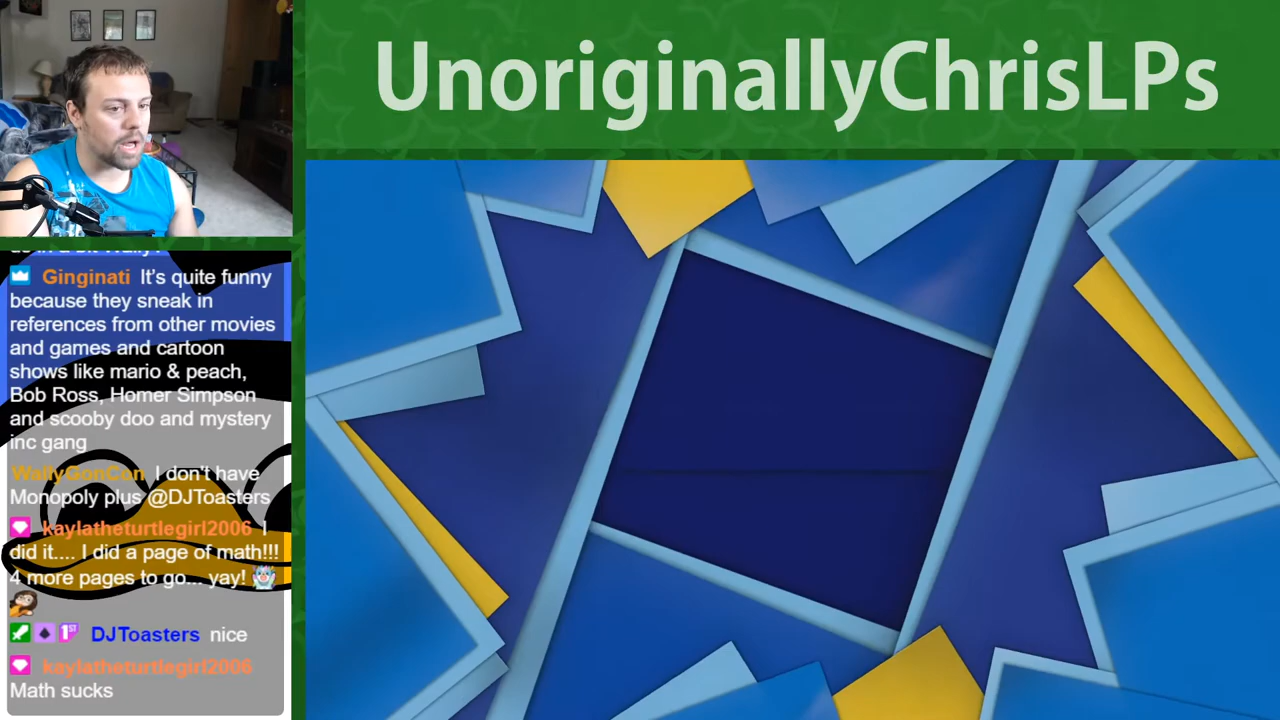 UnoriginallyChrisLPs
Ginginati It's quite funny
because they sneak in
references from other movies
and games and cartoon
shows like mario & peach,
Bob Ross, Homer Simpson
and scooby doo and mystery
inc gang
WallyGonCon I don't have
Monopoly plus @DJToasters
kaylatheturtlegirl2006 I
did it.... I did a page of math!!!
4 more pages to go... yay!
1ST DJToasters nice
kaylatheturtlegirl2006
Math sucks